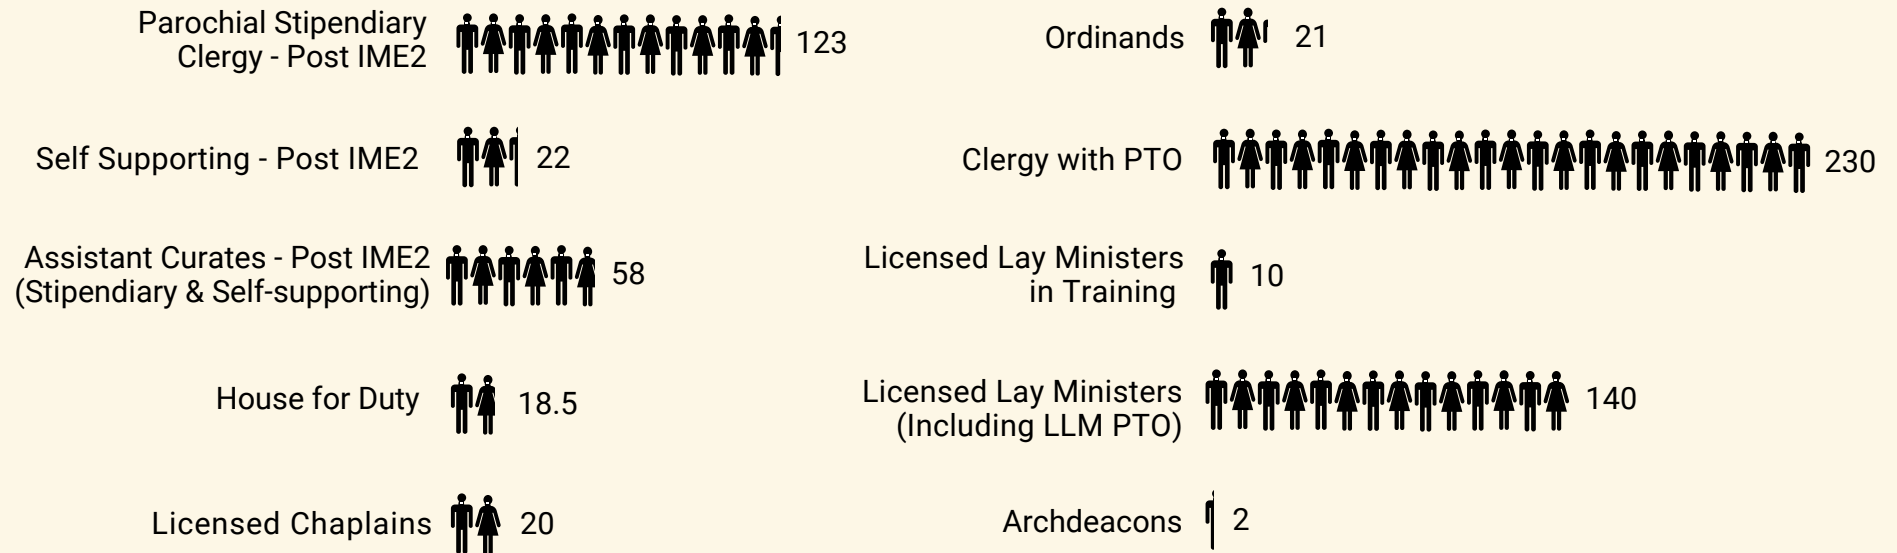 Parochial Stipendiary
Clergy - Post IME2
123
Self Supporting - Post IME2
22
Assistant Curates - Post IME2
(Stipendiary & Self-supporting)
58
House for Duty
18.5
Licensed Chaplains
20
Ordinands
21
Clergy with PTO
230
Licensed Lay Ministers
in Training
10
Licensed Lay Ministers
(Including LLM PTO)
140
Archdeacons
2